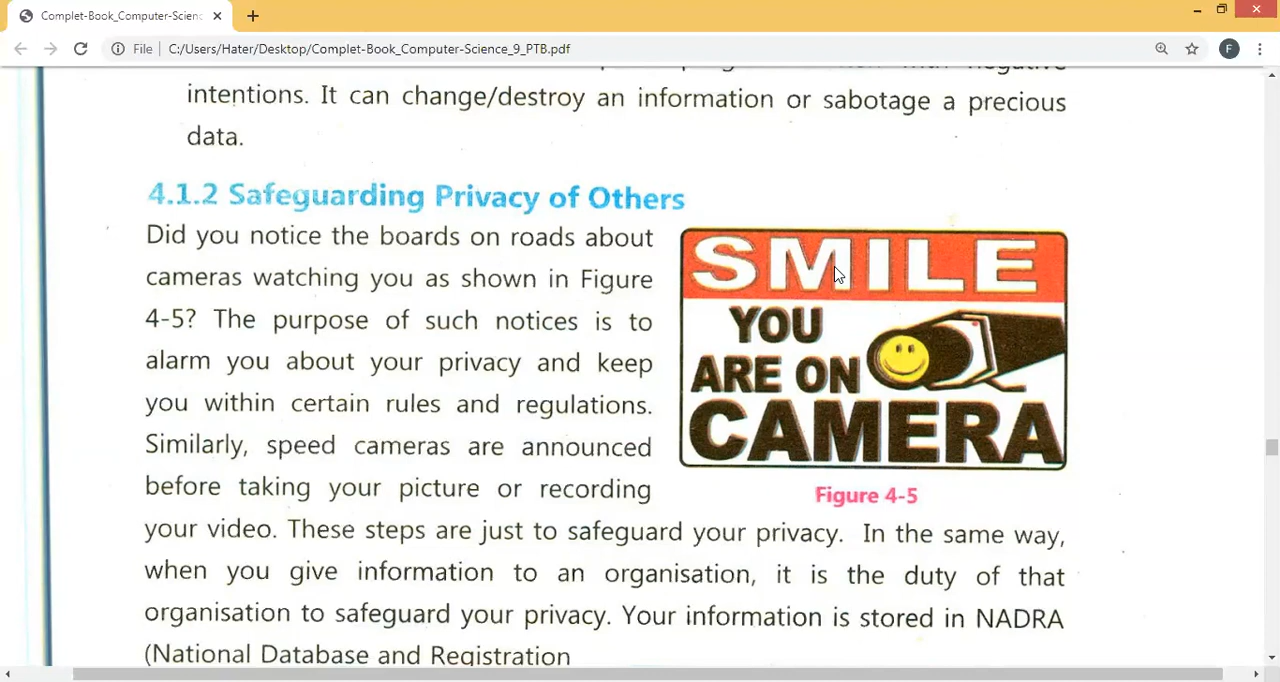 Complet-Book_Computer-Scien
File
C:/Users/Hater/Desktop/Complet-Book_Computer-Science_9_PTB.pdf
F
negative
intentions. It can change/destroy an information or sabotage a precious
data.
4.1.2 Safeguarding Privacy of Others
Did you notice the boards on roads about
cameras watching you as shown in Figure
4-5? The purpose of such notices is to
alarm you about your privacy and keep
you within certain rules and regulations.
Similarly, speed cameras are announced
before taking your picture or recording
your video. These steps are just to safeguard your privacy. In the same way,
when you give information to an organisation, it is the duty of that
organisation to safeguard your privacy. Your information is stored in NADRA
(National Database and Registration
SMILE
YOU
ARE ON
CAMERA
Figure 4-5